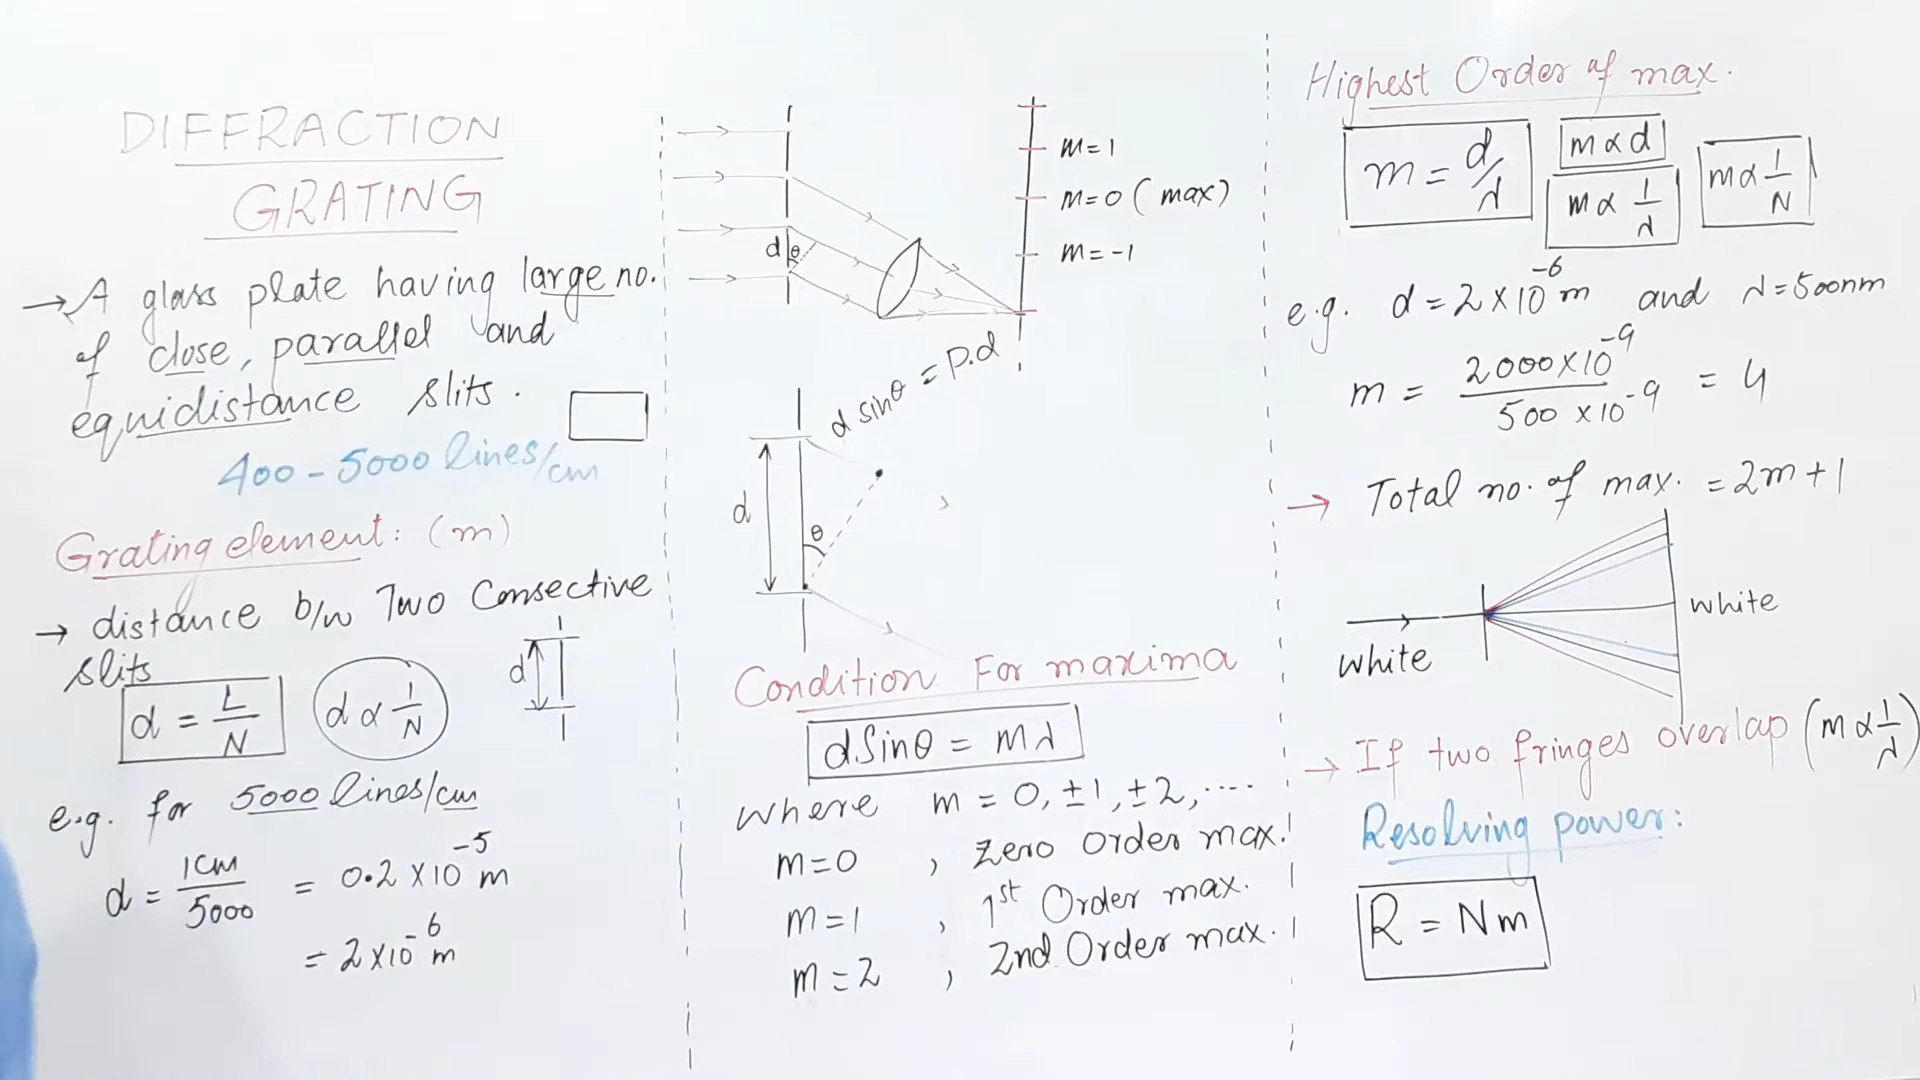 DIFFRACTION
GRATING
→ A glass plate having large no.
of close, parallel and
equidistance slits.
400 - 5000 lines/cm
Grating element: (m)
→ distance b/w Two Consective
slits
d = L/N
d ∝ 1/N
d
e.g. for 5000 lines/cm
d = 1cm/5000 = 0.2 × 10⁻⁵ m
= 2 × 10⁻⁶ m
m = 1
m = 0 (max)
m = -1
d θ
d sinθ = p.d
d
θ
Condition For maxima
d.Sinθ = mλ
where m = 0, ±1, ±2, ....
m = 0 , Zero Order max.
m = 1 , 1st Order max.
m = 2 , 2nd Order max.
Highest Order of max.
m = d/λ
m ∝ d
m ∝ 1/λ
m ∝ 1/N
e.g. d = 2 × 10⁻⁶ m and λ = 500nm
m = 2000 × 10⁻⁹ / 500 × 10⁻⁹ = 4
→ Total no. of max. = 2m + 1
white
white
→ If two fringes overlap (m ∝ 1/λ)
Resolving power:
R = Nm